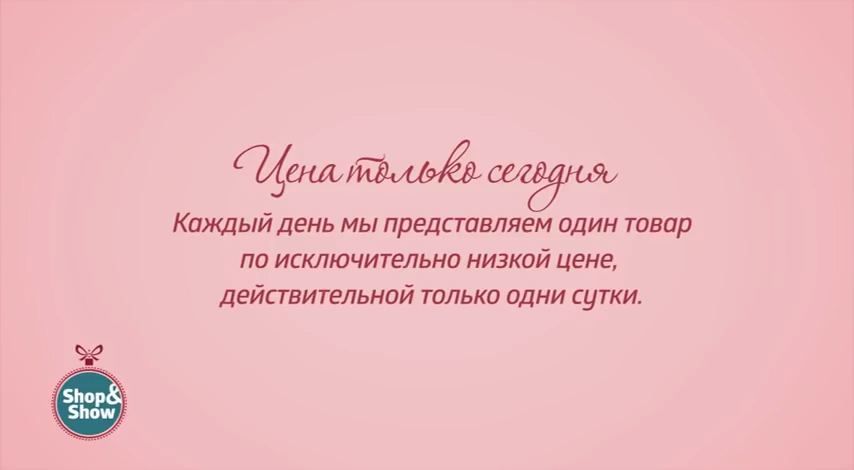 Цена только сегодня
Каждый день мы представляем один товар
по исключительно низкой цене,
действительной только одни сутки.
Shop&
Show